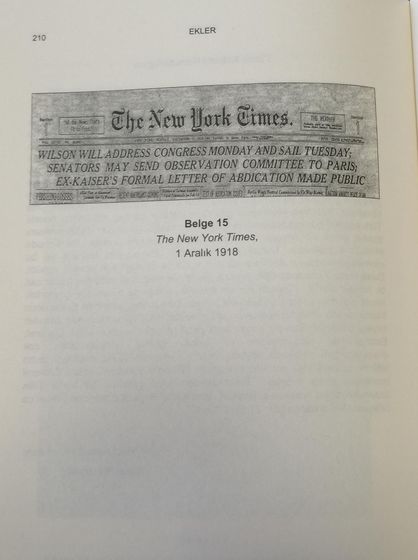 210
EKLER
The New York Times.
THE WEATHER
WILSON WILL ADDRESS CONGRESS MONDAY AND SAIL TUESDAY;
SENATORS MAY SEND OBSERVATION COMMITTEE TO PARIS;
EX-KAISER'S FORMAL LETTER OF ABDICATION MADE PUBLIC
Belge 15
The New York Times,
1 Aralık 1918